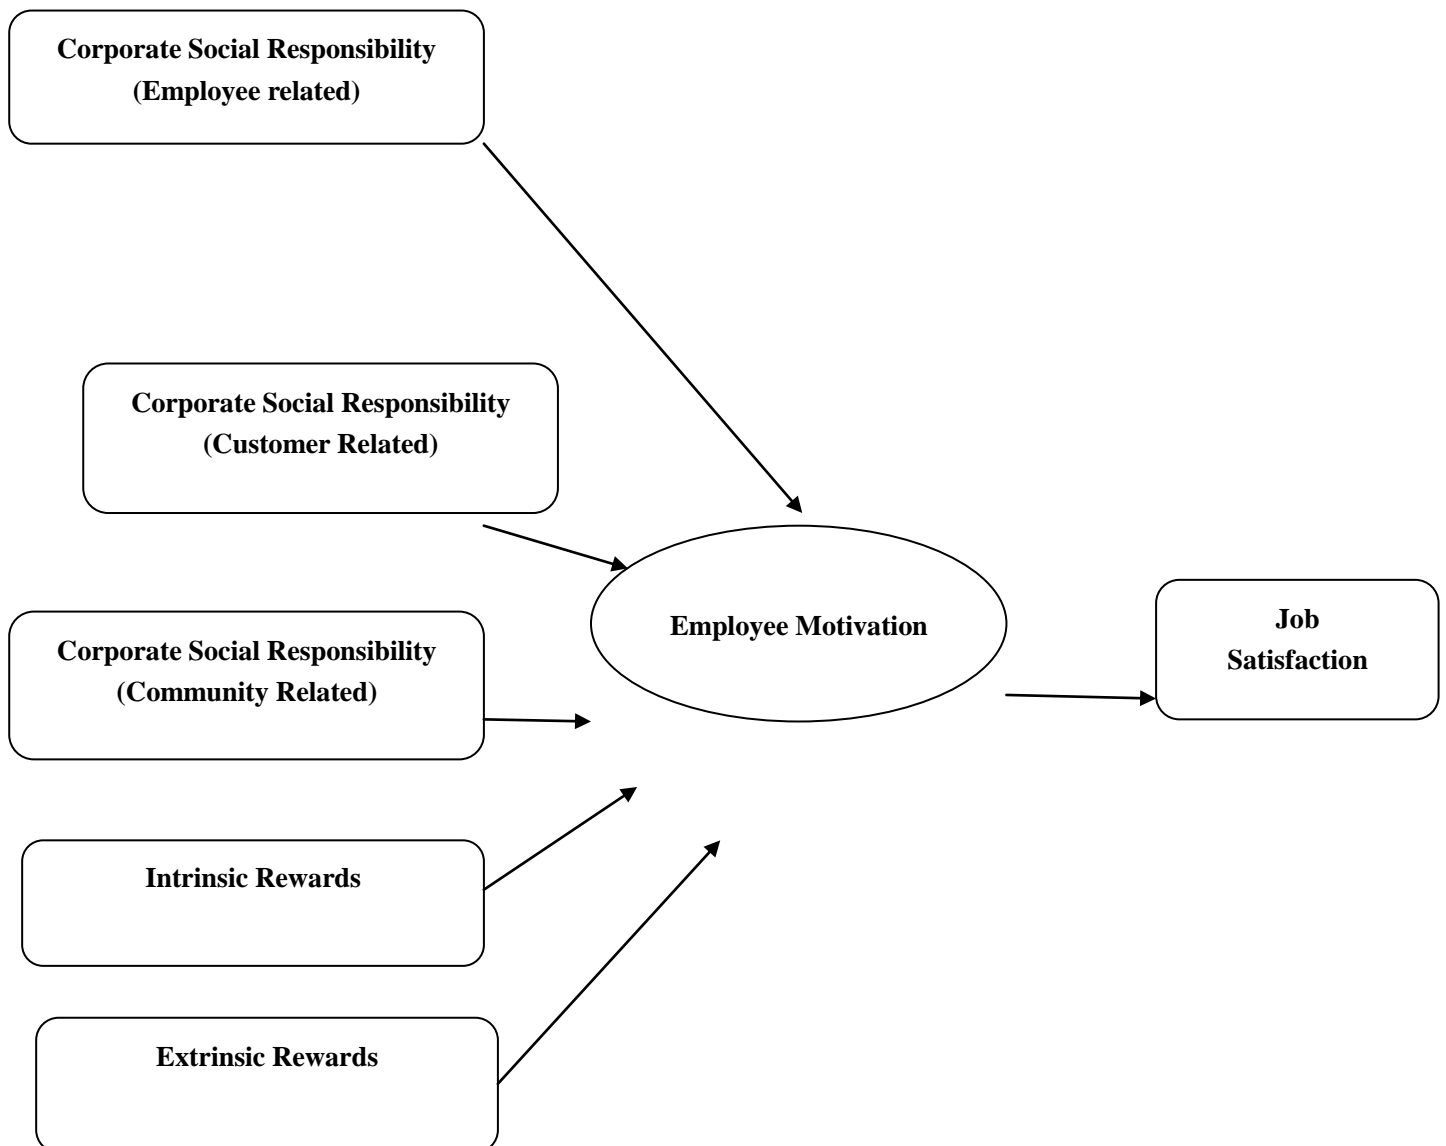 Corporate Social Responsibility
(Employee related)
Corporate Social Responsibility
(Customer Related)
Corporate Social Responsibility
(Community Related)
Intrinsic Rewards
Extrinsic Rewards
Employee Motivation
Job
Satisfaction